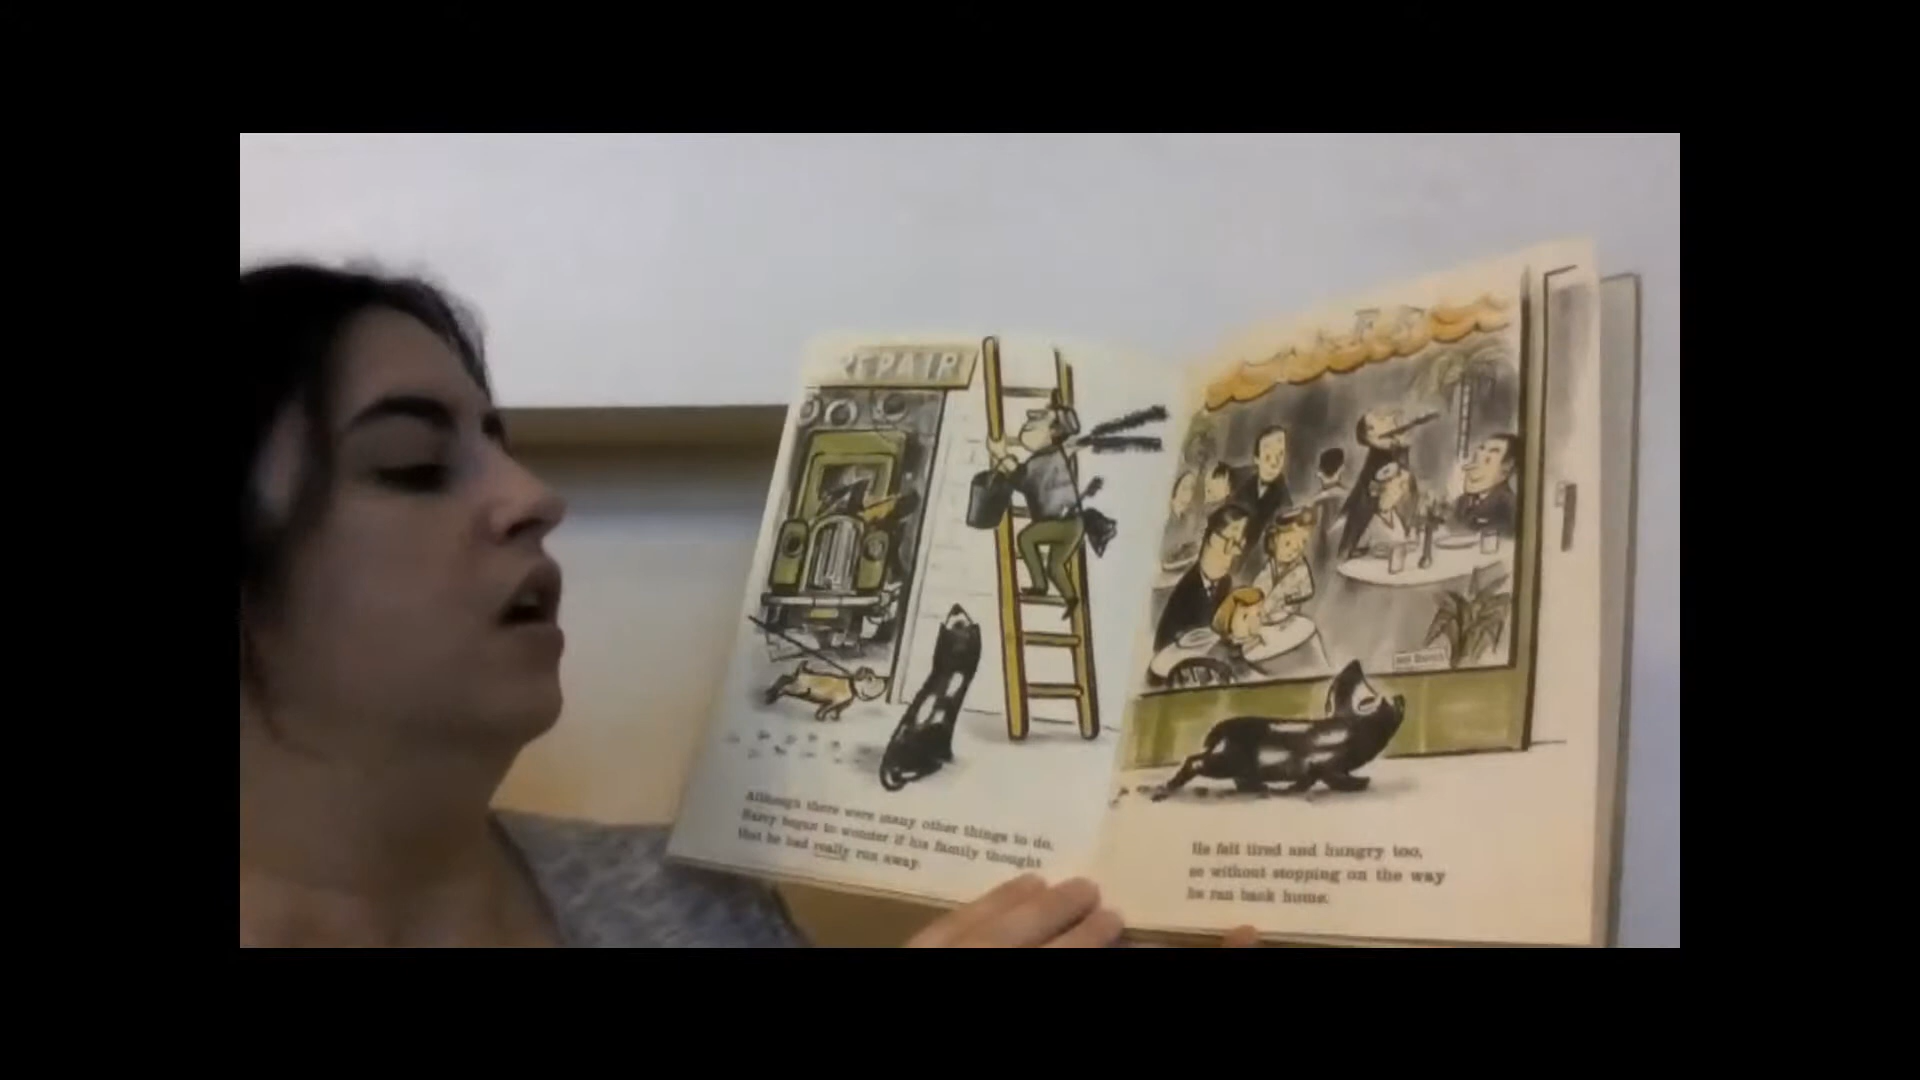 REPAIR
Although there were many other things to do,
Harry began to wonder if his family thought
that he had really run away.
He felt tired and hungry too,
so without stopping on the way
he ran back home.